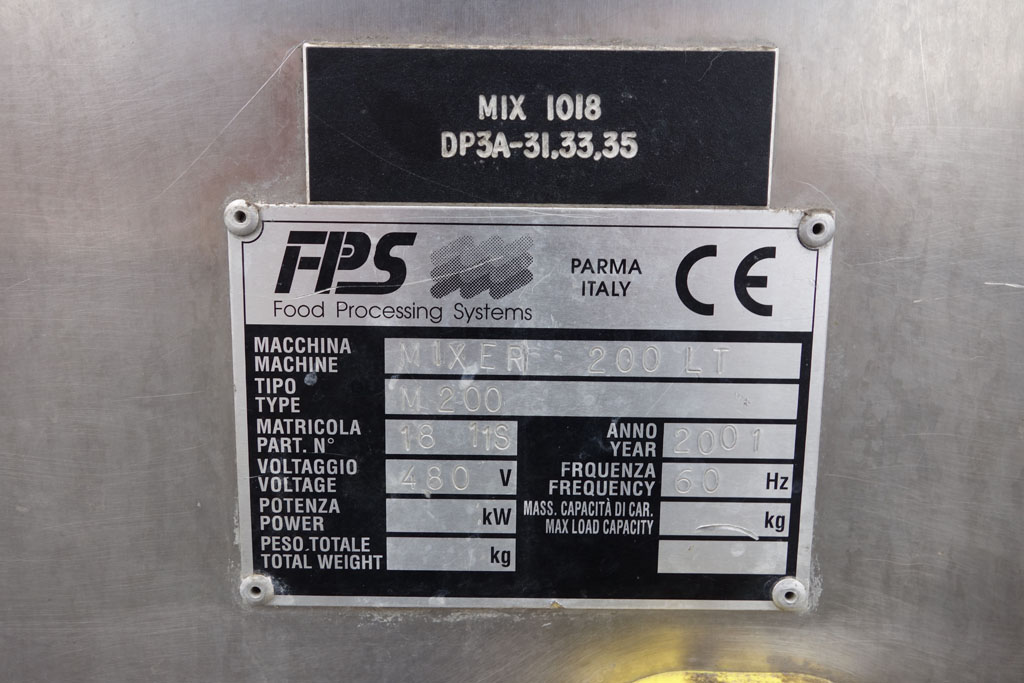 MIX 1018
DP3A-31,33,35
FPS
Food Processing Systems
PARMA
ITALY
CE
MACCHINA
MACHINE
MIXER 200 LT
TIPO
TYPE
M 200
MATRICOLA
PART. N°
18 11S
ANNO
YEAR
2001
VOLTAGGIO
VOLTAGE
480 V
FRQUENZA
FREQUENCY
60 Hz
POTENZA
POWER
kW
MASS. CAPACITÀ DI CAR.
MAX LOAD CAPACITY
kg
PESO TOTALE
TOTAL WEIGHT
kg